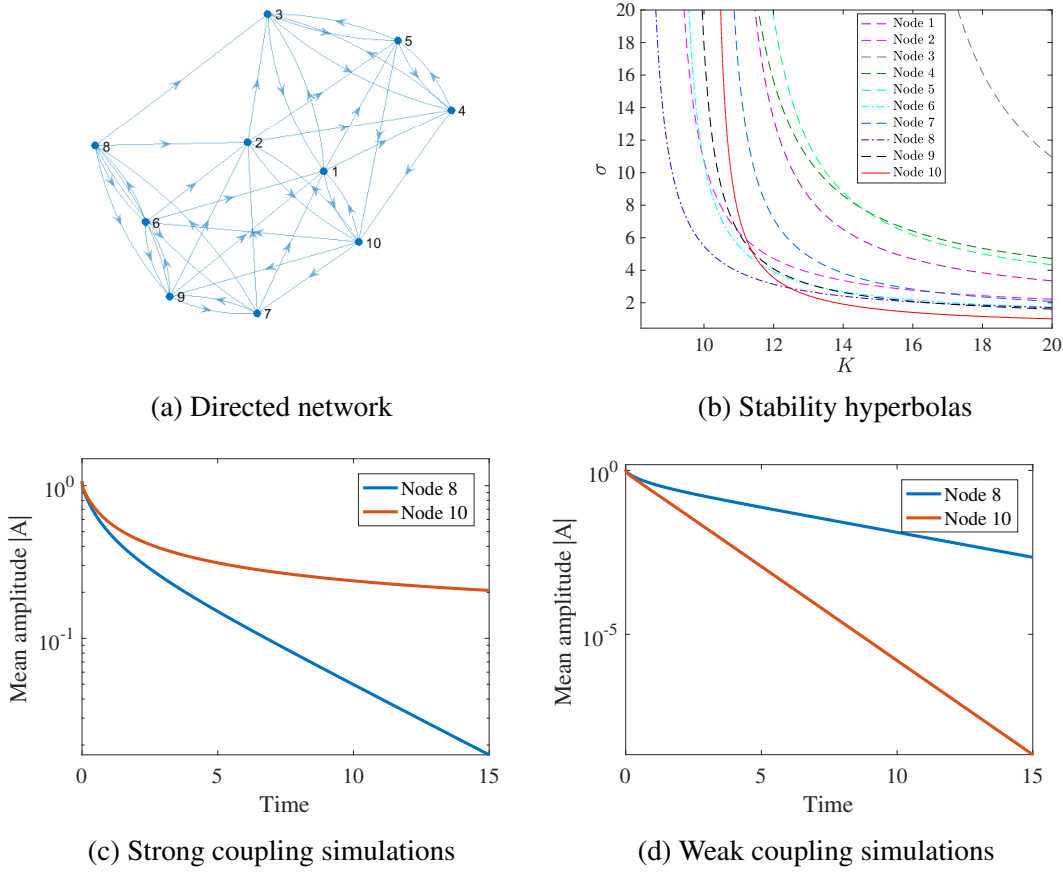 3
5
4
8
2
1
6
10
9
7
(a) Directed network
20
18
16
14
12
10
8
6
4
2
σ
10
12
14
16
18
20
K
Node 1
Node 2
Node 3
Node 4
Node 5
Node 6
Node 7
Node 8
Node 9
Node 10
(b) Stability hyperbolas
10^0
10^-1
Mean amplitude |A|
0
5
10
15
Time
Node 8
Node 10
(c) Strong coupling simulations
10^0
10^-5
Mean amplitude |A|
0
5
10
15
Time
Node 8
Node 10
(d) Weak coupling simulations